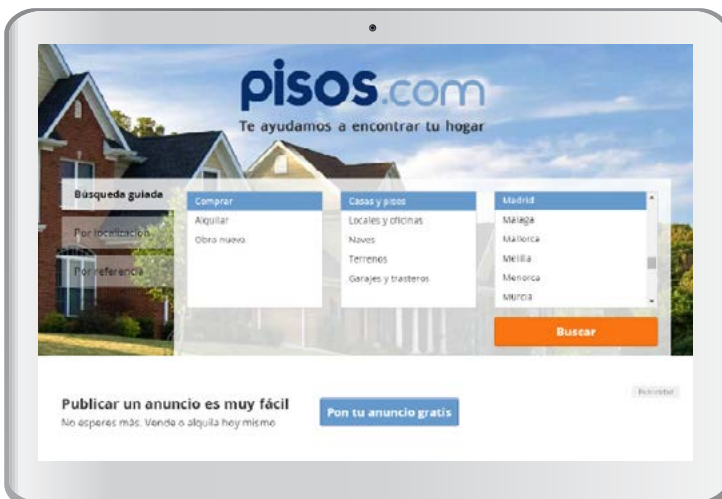 pisos.com
Te ayudamos a encontrar tu hogar
Búsqueda guiada
Por localización
Por referencia
Comprar
Alquilar
Obra nueva
Casas y pisos
Locales y oficinas
Naves
Terrenos
Garajes y trasteros
Madrid
Málaga
Mallorca
Melilla
Menorca
Murcia
Buscar
Publicidad
Publicar un anuncio es muy fácil
No esperes más. Vende o alquila hoy mismo
Pon tu anuncio gratis